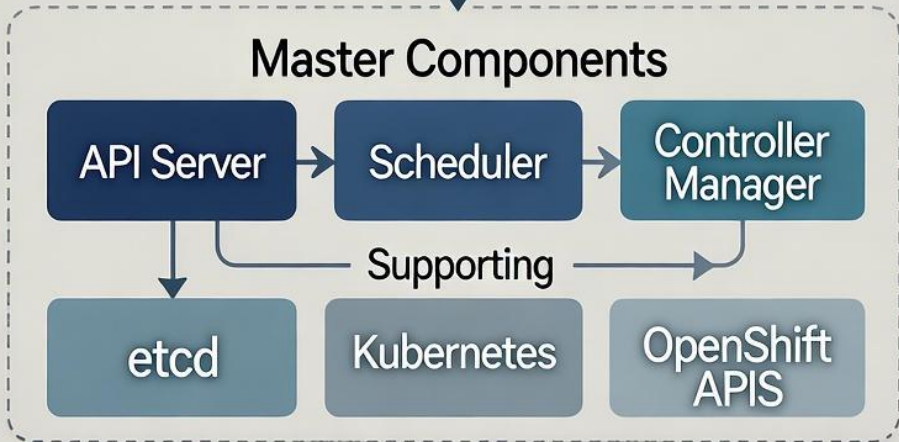 Master Components
API Server
Scheduler
Controller
Manager
Supporting
etcd
Kubernetes
OpenShift
APIS